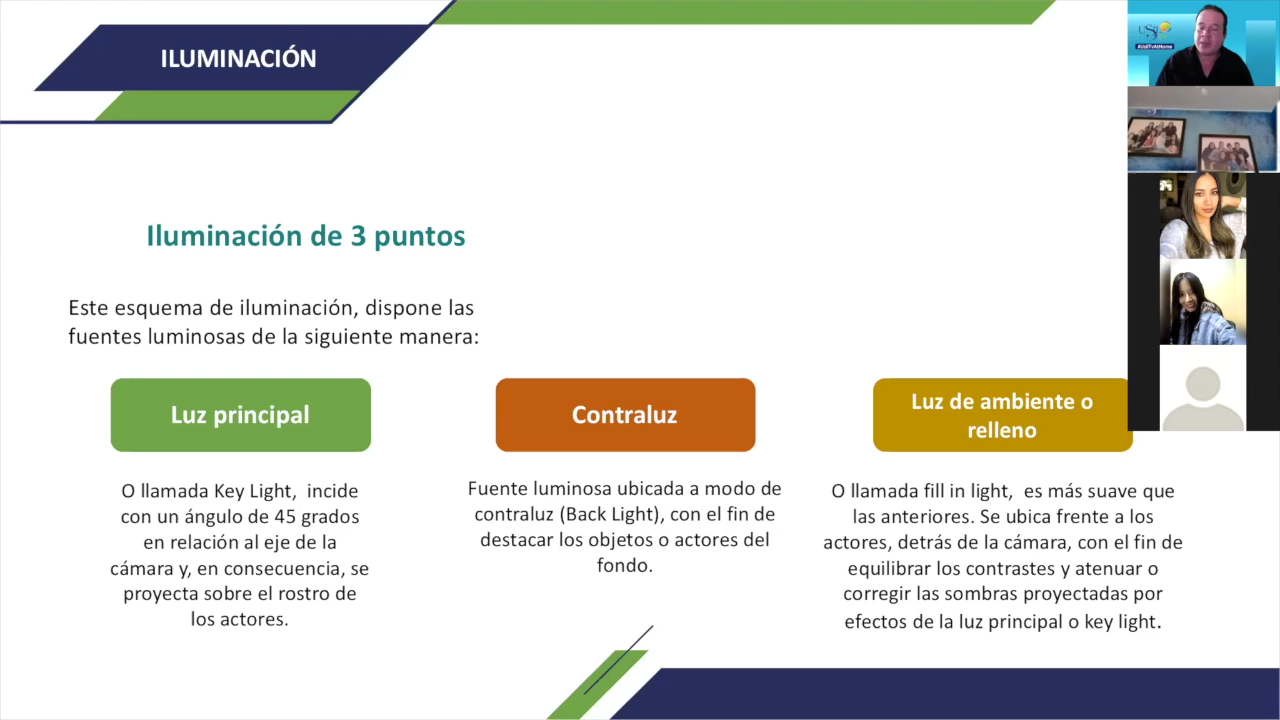 ILUMINACIÓN
Iluminación de 3 puntos
Este esquema de iluminación, dispone las
fuentes luminosas de la siguiente manera:
Luz principal
O llamada Key Light, incide
con un ángulo de 45 grados
en relación al eje de la
cámara y, en consecuencia, se
proyecta sobre el rostro de
los actores.
Contraluz
Fuente luminosa ubicada a modo de
contraluz (Back Light), con el fin de
destacar los objetos o actores del
fondo.
Luz de ambiente o
relleno
O llamada fill in light, es más suave que
las anteriores. Se ubica frente a los
actores, detrás de la cámara, con el fin de
equilibrar los contrastes y atenuar o
corregir las sombras proyectadas por
efectos de la luz principal o key light.
#UsilTvAtHome